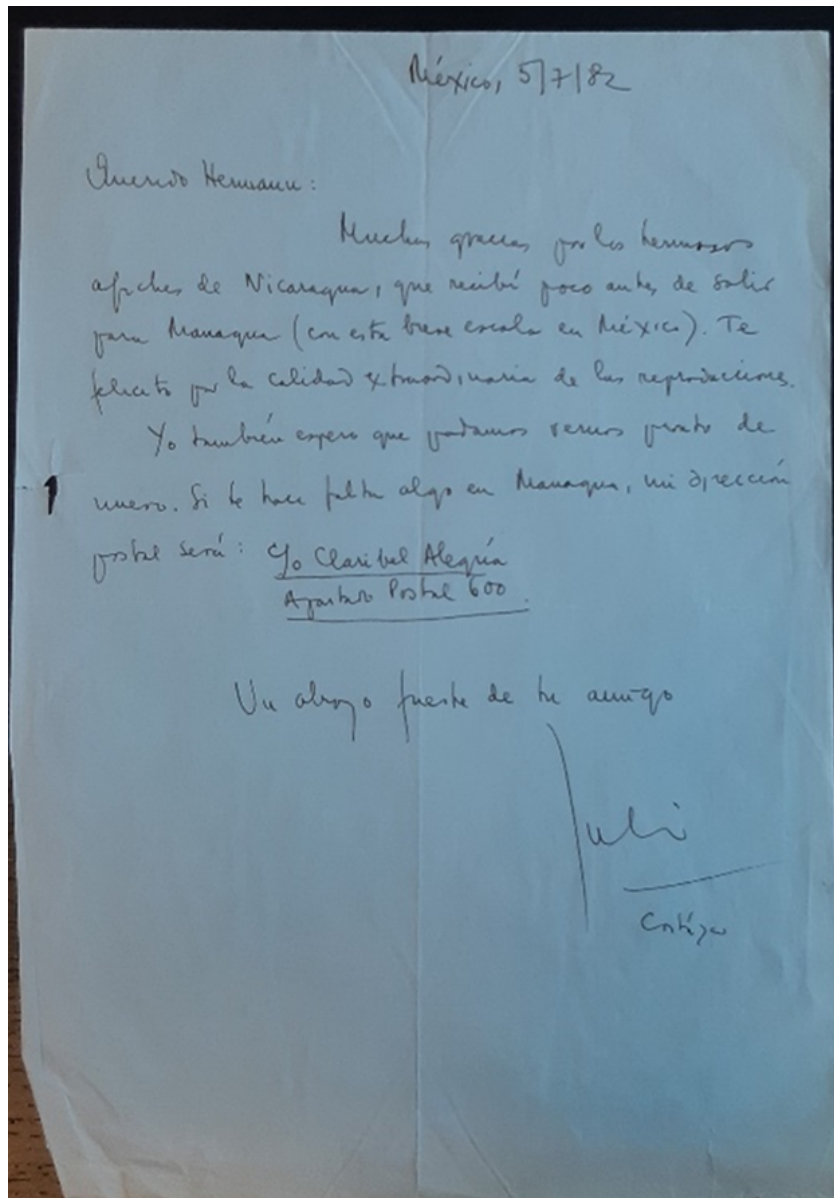 México, 5/7/82
Querido Hermann:
Muchas gracias por los hermosos
afiches de Nicaragua, que recibí poco antes de salir
para Managua (con esta breve escala en México). Te
felicito por la calidad extraordinaria de las reproducciones.
Yo también espero que podamos vernos pronto de
nuevo. Si te hace falta algo en Managua, mi dirección
postal será: c/o Claribel Alegría
Apartado Postal 600.
Un abrazo fuerte de tu amigo
Julio
Cortázar